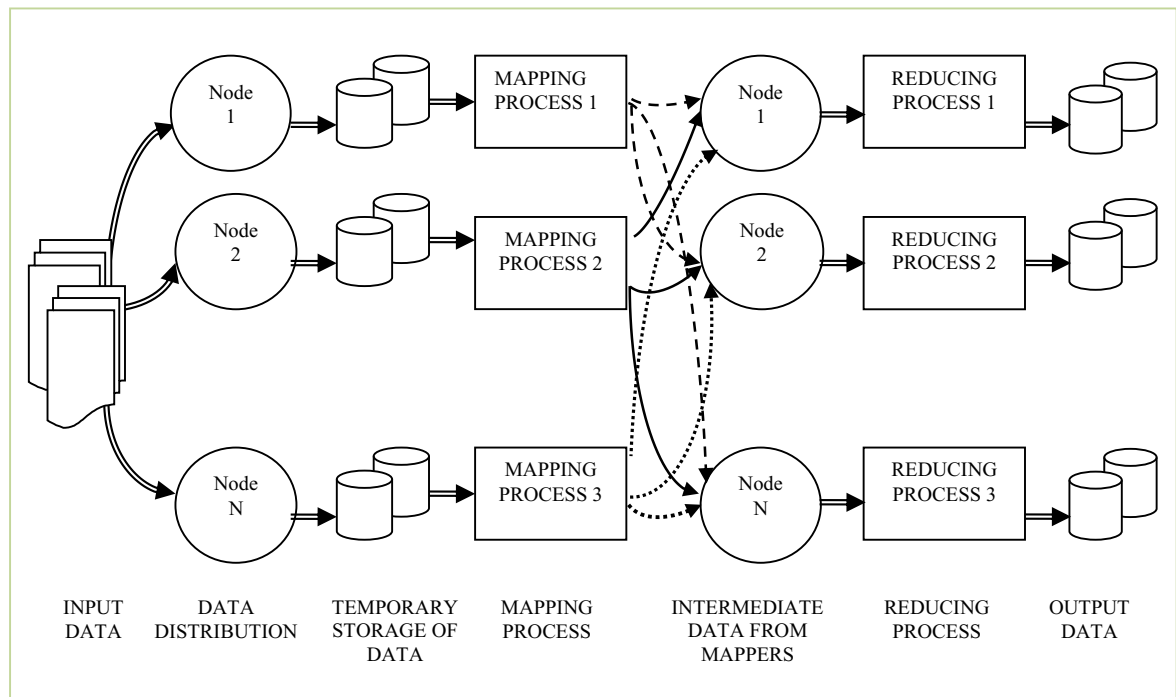 Node
1
MAPPING
PROCESS 1
Node
1
REDUCING
PROCESS 1
Node
2
MAPPING
PROCESS 2
Node
2
REDUCING
PROCESS 2
Node
N
MAPPING
PROCESS 3
Node
N
REDUCING
PROCESS 3
INPUT
DATA
DATA
DISTRIBUTION
TEMPORARY
STORAGE OF
DATA
MAPPING
PROCESS
INTERMEDIATE
DATA FROM
MAPPERS
REDUCING
PROCESS
OUTPUT
DATA